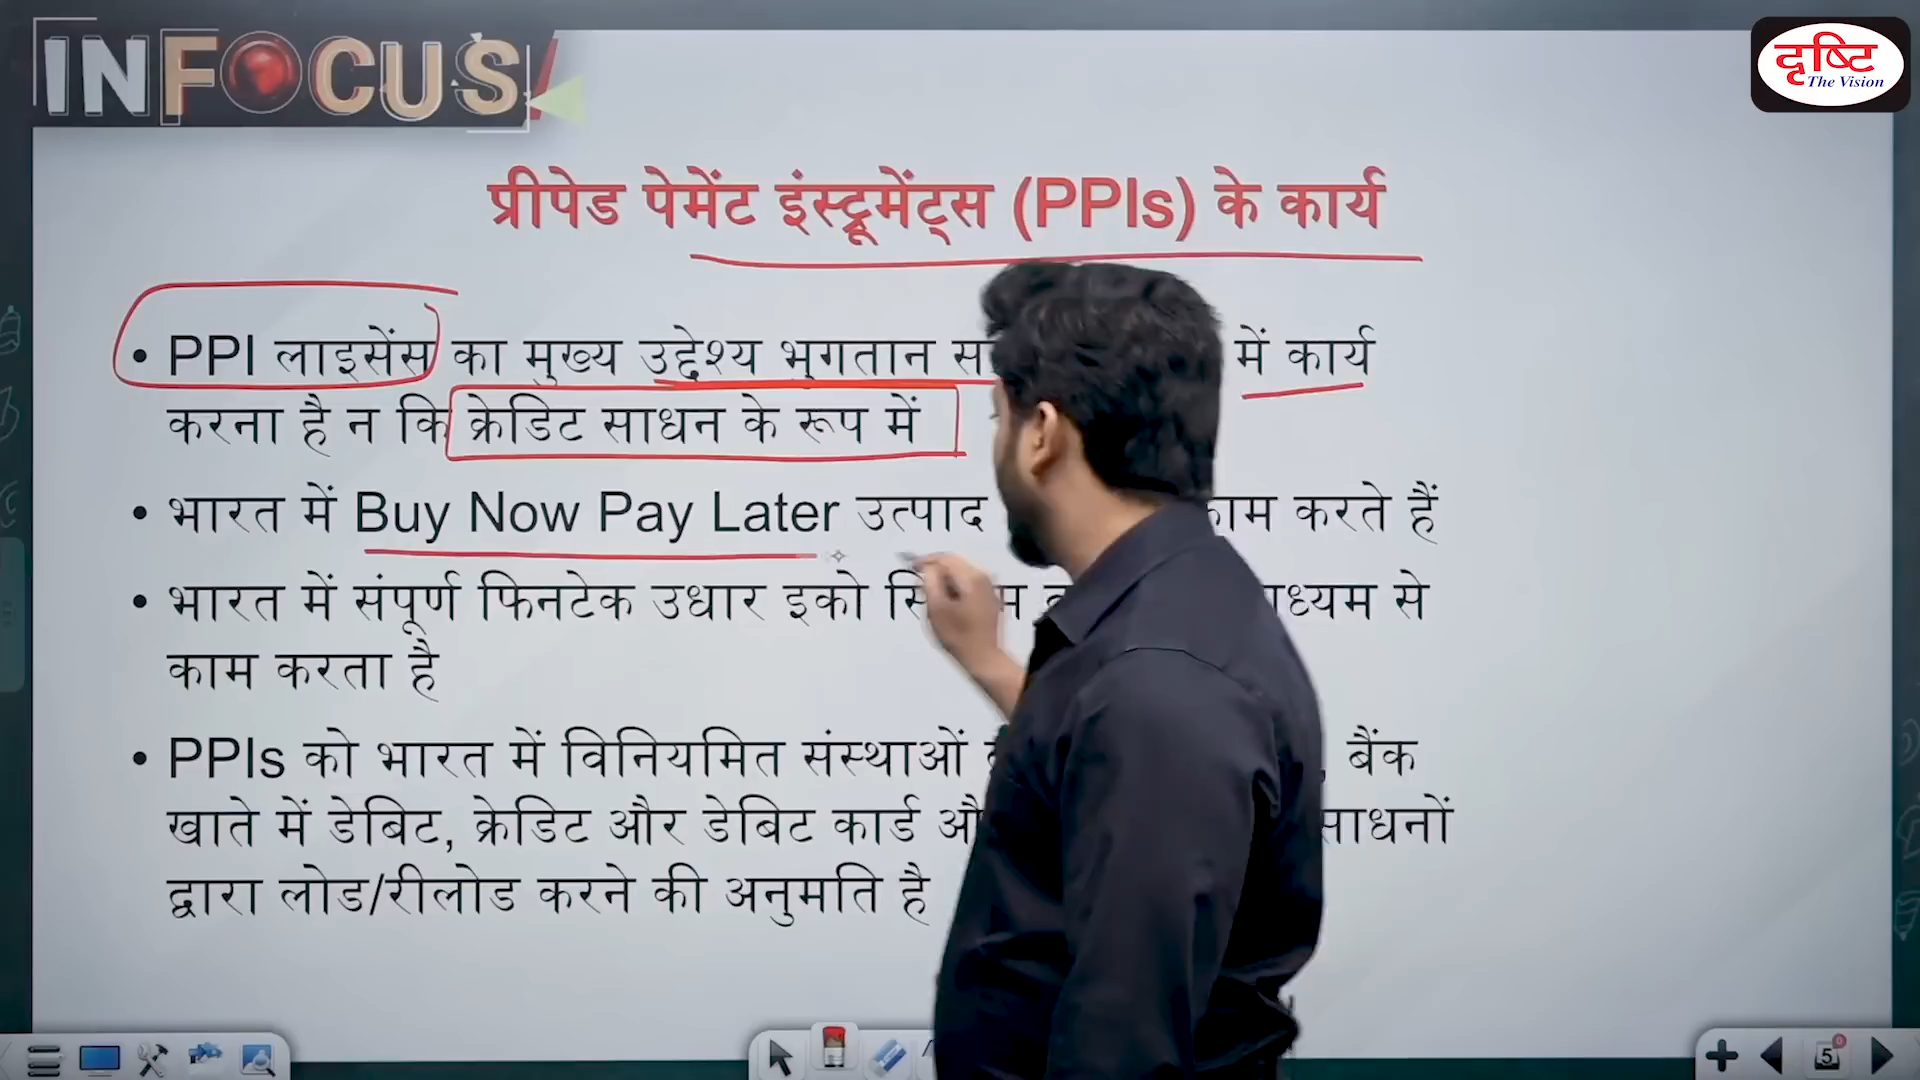 INFOCUS
दृष्टि
The Vision
प्रीपेड पेमेंट इंस्ट्रूमेंट्स (PPIs) के कार्य
• PPI लाइसेंस का मुख्य उद्देश्य भुगतान में कार्य
करना है न कि क्रेडिट साधन के रूप में
• भारत में Buy Now Pay Later उत्पाद काम करते हैं
• भारत में संपूर्ण फिनटेक उधार इको से
काम करता है
• PPIs को भारत में विनियमित संस्थाओं , बैंक
खाते में डेबिट, क्रेडिट और डेबिट कार्ड साधनों
द्वारा लोड/रीलोड करने की अनुमति है
5